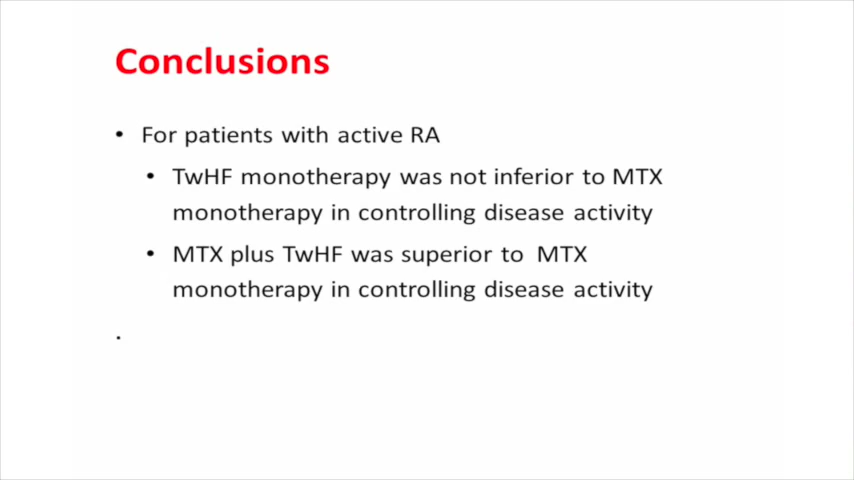 Conclusions
• For patients with active RA
• TwHF monotherapy was not inferior to MTX
monotherapy in controlling disease activity
• MTX plus TwHF was superior to MTX
monotherapy in controlling disease activity
.